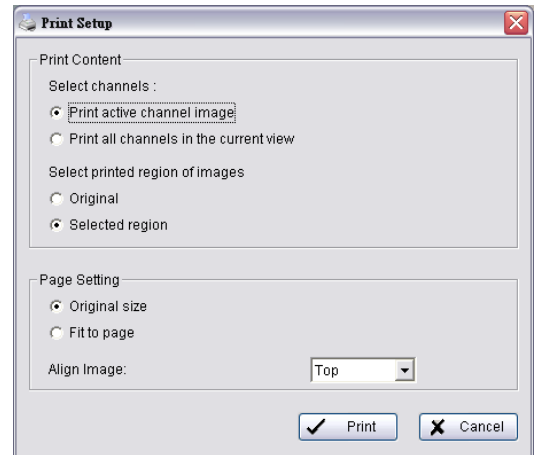 Print Setup
Print Content
Select channels :
Print active channel image
Print all channels in the current view
Select printed region of images
Original
Selected region
Page Setting
Original size
Fit to page
Align Image: Top
Print Cancel